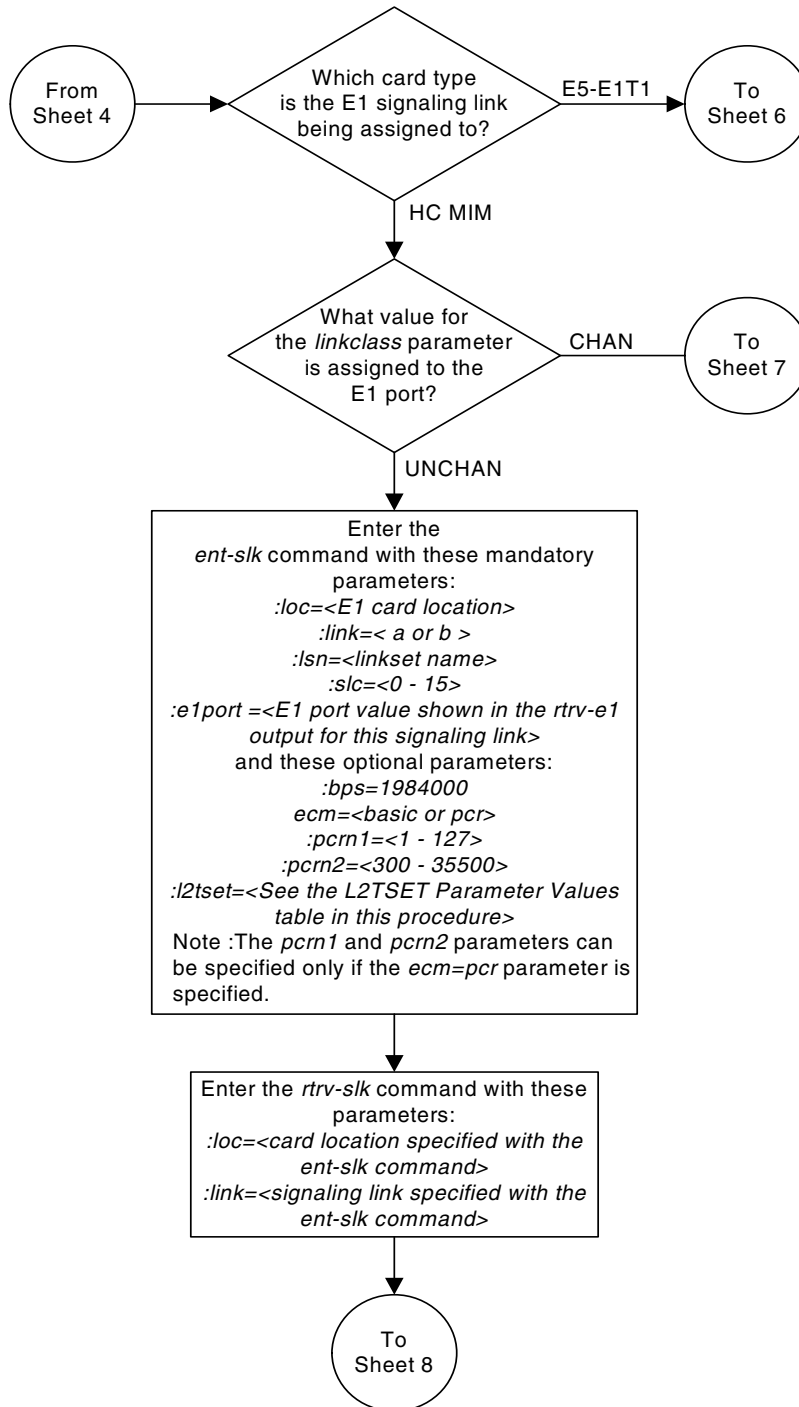 From
Sheet 4
Which card type
is the E1 signaling link
being assigned to?
E5-E1T1
To
Sheet 6
HC MIM
What value for
the linkclass parameter
is assigned to the
E1 port?
CHAN
To
Sheet 7
UNCHAN
Enter the
ent-slk command with these mandatory
parameters:
:loc=<E1 card location>
:link=< a or b >
:lsn=<linkset name>
:slc=<0 - 15>
:e1port =<E1 port value shown in the rtrv-e1
output for this signaling link>
and these optional parameters:
:bps=1984000
ecm=<basic or pcr>
:pcrn1=<1 - 127>
:pcrn2=<300 - 35500>
:l2tset=<See the L2TSET Parameter Values
table in this procedure>
Note :The pcrn1 and pcrn2 parameters can
be specified only if the ecm=pcr parameter is
specified.
Enter the rtrv-slk command with these
parameters:
:loc=<card location specified with the
ent-slk command>
:link=<signaling link specified with the
ent-slk command>
To
Sheet 8